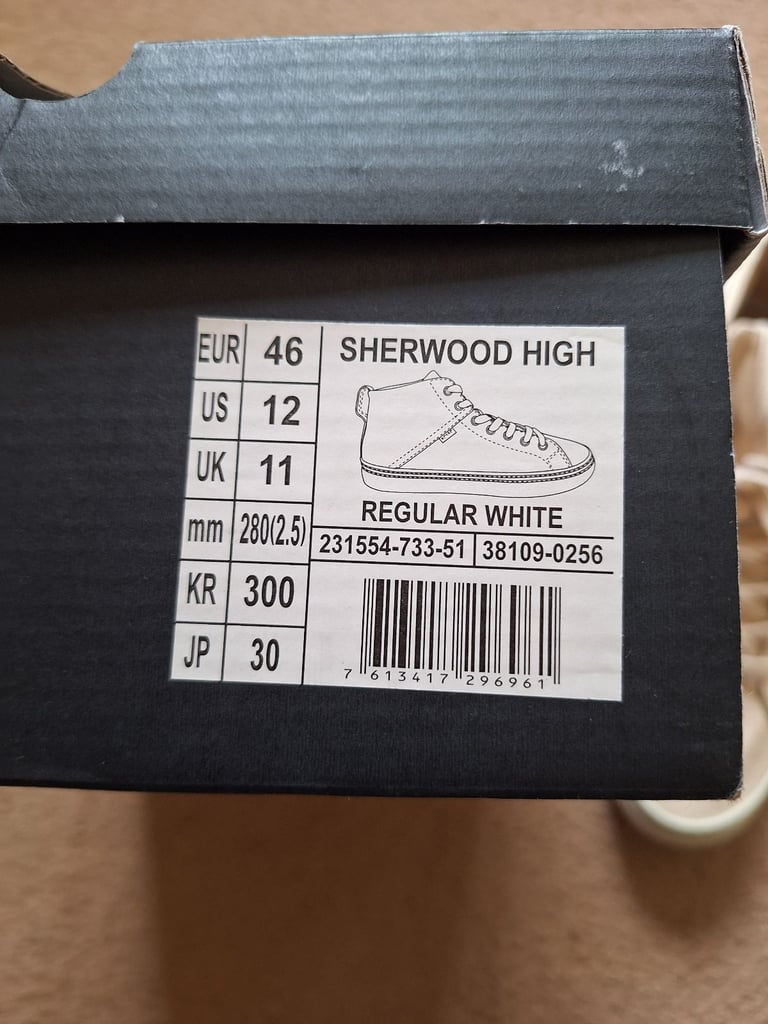 EUR 46
US 12
UK 11
mm 280(2.5)
KR 300
JP 30
SHERWOOD HIGH
REGULAR WHITE
231554-733-51 38109-0256
7 613417 296961